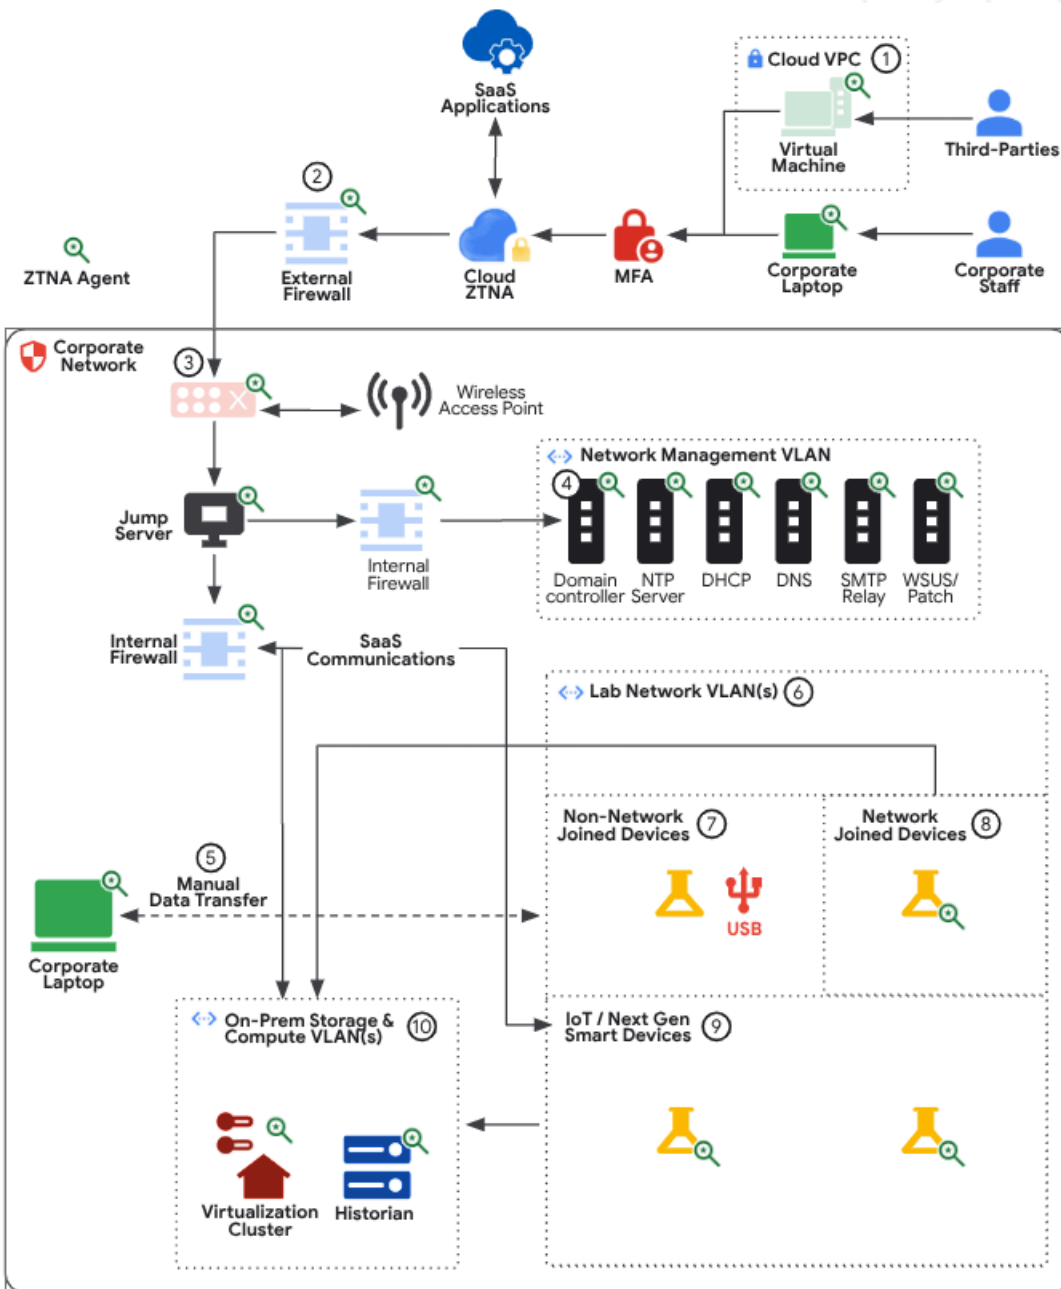 SaaS
Applications
Cloud VPC
1
Virtual
Machine
Third-Parties
2
External
Firewall
Cloud
ZTNA
MFA
Corporate
Laptop
Corporate
Staff
ZTNA Agent
Corporate
Network
3
X
Wireless
Access Point
Network Management VLAN
4
Domain
controller
NTP
Server
DHCP
DNS
SMTP
Relay
WSUS/
Patch
Jump
Server
Internal
Firewall
Internal
Firewall
SaaS
Communications
Lab Network VLAN(s)
6
Non-Network
Joined Devices
7
USB
Network
Joined Devices
8
5
Manual
Data Transfer
Corporate
Laptop
On-Prem Storage &
Compute VLAN(s)
10
Virtualization
Cluster
Historian
IoT / Next Gen
Smart Devices
9